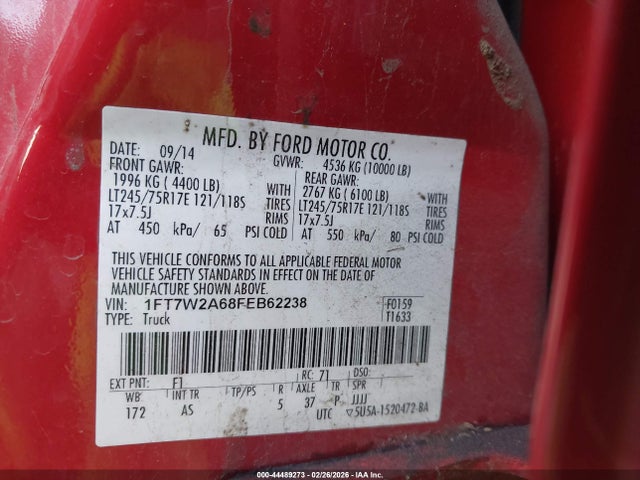 MFD. BY FORD MOTOR CO.
DATE: 09/14 GVWR: 4536 KG (10000 LB)
FRONT GAWR: REAR GAWR:
1996 KG ( 4400 LB) WITH 2767 KG ( 6100 LB) WITH
LT245/75R17E 121/118S TIRES LT245/75R17E 121/118S TIRES
17x7.5J RIMS 17x7.5J RIMS
AT 450 kPa/ 65 PSI COLD AT 550 kPa/ 80 PSI COLD
THIS VEHICLE CONFORMS TO ALL APPLICABLE FEDERAL MOTOR
VEHICLE SAFETY STANDARDS IN EFFECT ON THE DATE OF
MANUFACTURE SHOWN ABOVE.
VIN: 1FT7W2A68FEB62238 F0159
TYPE: Truck T1633
EXT PNT: F1 RC: 71 DSO:
WB INT TR TP/PS R AXLE TR SPR
172 AS 5 37 P JJJJ
UTC ▽5U5A-1520472-BA
000-44489273 - 02/26/2026 - IAAI.COM